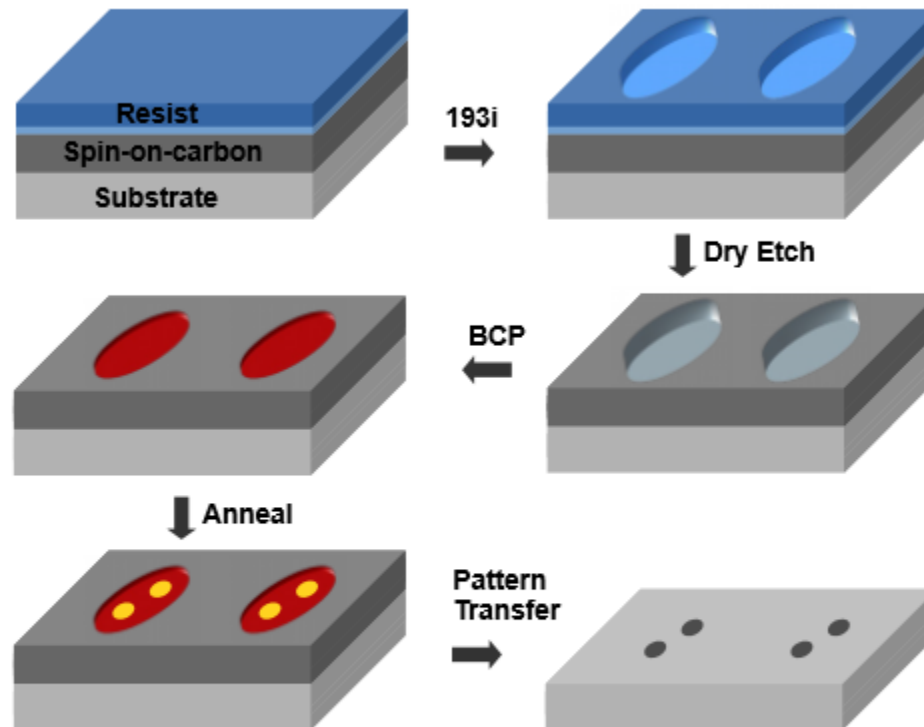 Resist
Spin-on-carbon
Substrate
193i
Dry Etch
BCP
Anneal
Pattern
Transfer